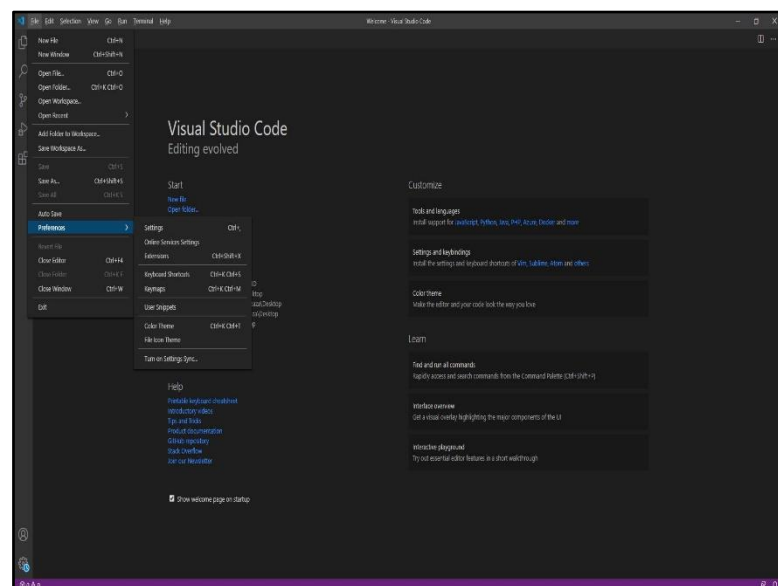 File Edit Selection View Go Run Terminal Help
Welcome - Visual Studio Code
New File Ctrl+N
New Window Ctrl+Shift+N
Open File... Ctrl+O
Open Folder... Ctrl+K Ctrl+O
Open Workspace...
Open Recent
Add Folder to Workspace...
Save Workspace As...
Save Ctrl+S
Save As... Ctrl+Shift+S
Save All Ctrl+K S
Auto Save
Preferences
Revert File
Close Editor Ctrl+F4
Close Folder Ctrl+K F
Close Window Ctrl+W
Exit
Settings Ctrl+,
Online Services Settings
Extensions Ctrl+Shift+X
Keyboard Shortcuts Ctrl+K Ctrl+S
Keymaps Ctrl+K Ctrl+M
User Snippets
Color Theme Ctrl+K Ctrl+T
File Icon Theme
Turn on Settings Sync...
Visual Studio Code
Editing evolved
Start
New file
Open folder...
Help
Printable keyboard cheatsheet
Introductory videos
Tips and Tricks
Product documentation
GitHub repository
Stack Overflow
Join our Newsletter
Show welcome page on startup
Customize
Tools and languages
Install support for JavaScript, Python, Java, PHP, Azure, Docker and more
Settings and keybindings
Install the settings and keyboard shortcuts of Vim, Sublime, Atom and others
Color theme
Make the editor and your code look the way you love
Learn
Find and run all commands
Rapidly access and search commands from the Command Palette (Ctrl+Shift+P)
Interface overview
Get a visual overlay highlighting the major components of the UI
Interactive playground
Try out essential editor features in a short walkthrough